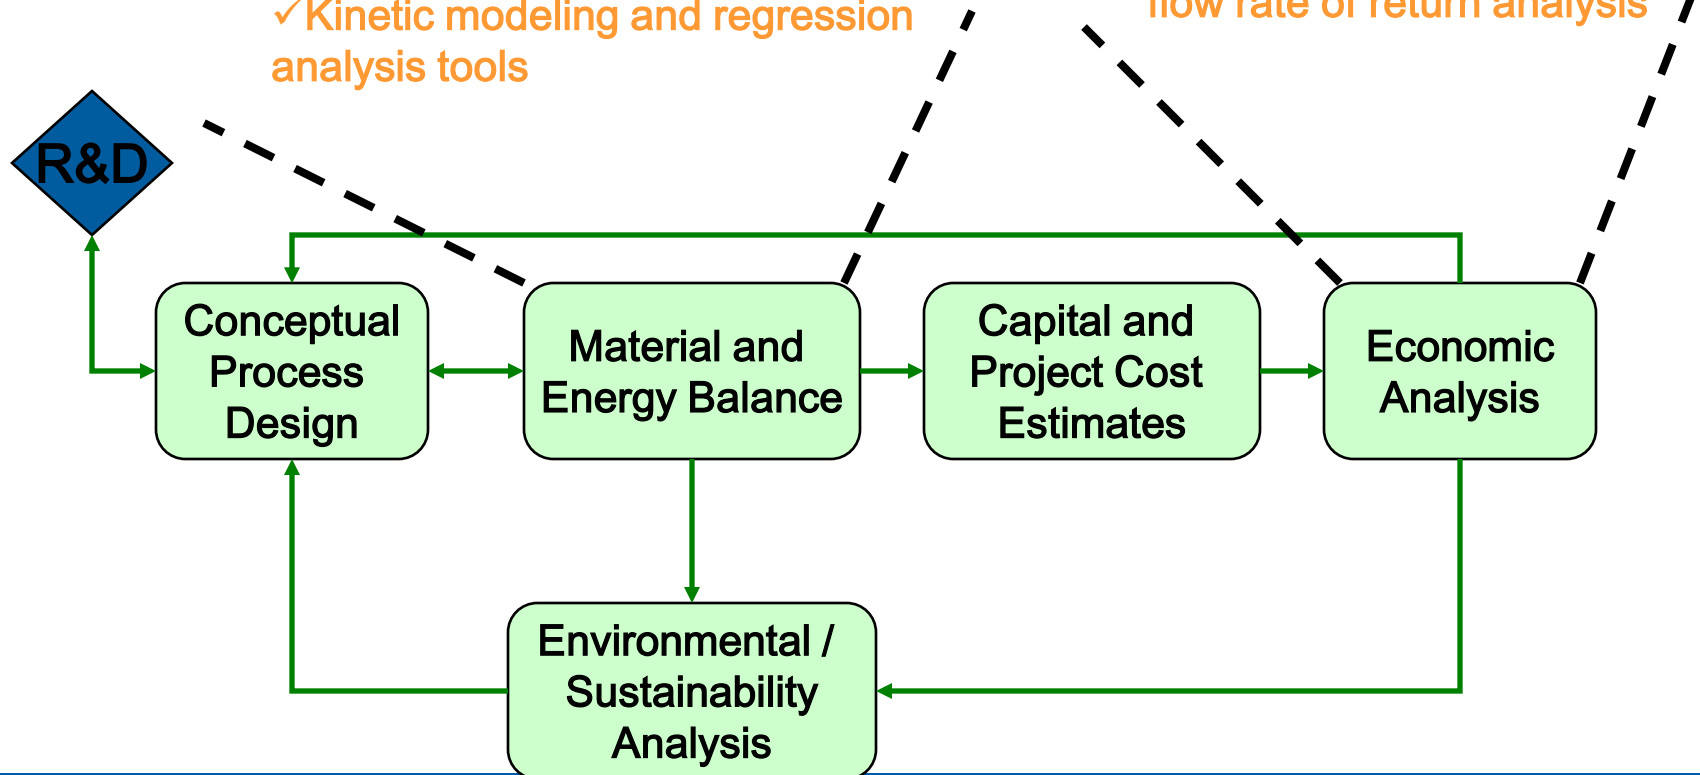 ✓Kinetic modeling and regression
analysis tools
flow rate of return analysis
R&D
Conceptual
Process
Design
Material and
Energy Balance
Capital and
Project Cost
Estimates
Economic
Analysis
Environmental /
Sustainability
Analysis